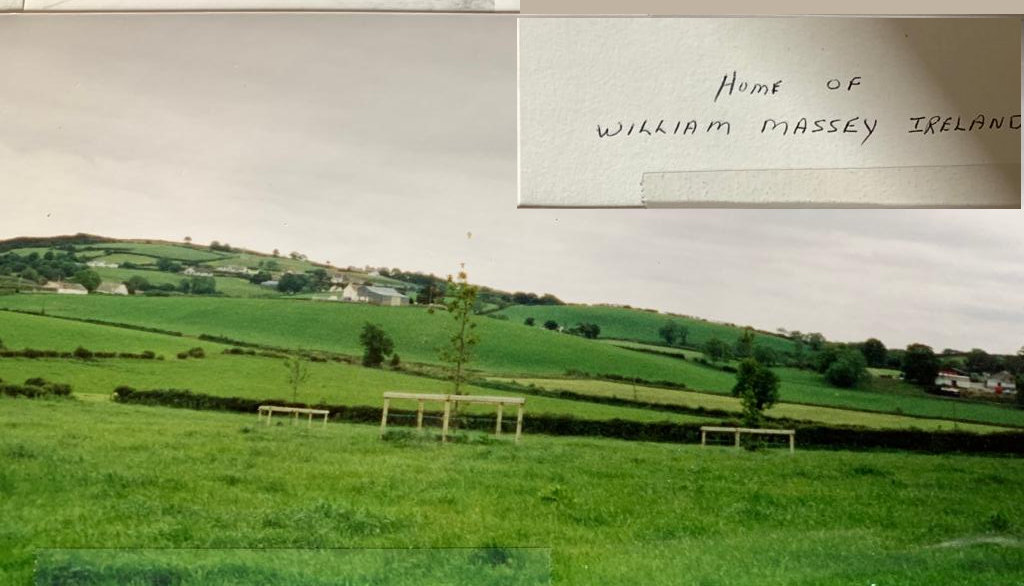 HOME OF
WILLIAM MASSEY IRELAND